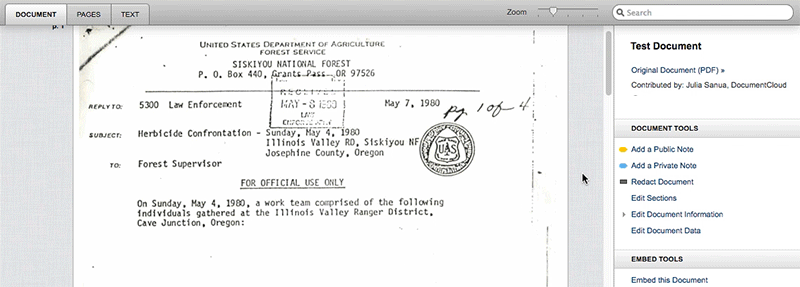 DOCUMENT PAGES TEXT Zoom Search
p. 1
UNITED STATES DEPARTMENT OF AGRICULTURE
FOREST SERVICE
SISKIYOU NATIONAL FOREST
P. O. Box 440, Grants Pass, OR 97526
RECEIVED
REPLY TO: 5300 Law Enforcement MAY - 8 1980 May 7, 1980 pg. 1 of 4
LAW
ENFORCEMENT
SUBJECT: Herbicide Confrontation - Sunday, May 4, 1980
Illinois Valley RD, Siskiyou NF
Josephine County, Oregon
UAS
TO: Forest Supervisor
FOR OFFICIAL USE ONLY
On Sunday, May 4, 1980, a work team comprised of the following
individuals gathered at the Illinois Valley Ranger District,
Cave Junction, Oregon:
Test Document
Original Document (PDF) »
Contributed by: Julia Sanua, DocumentCloud
DOCUMENT TOOLS
Add a Public Note
Add a Private Note
Redact Document
Edit Sections
Edit Document Information
Edit Document Data
EMBED TOOLS
Embed this Document